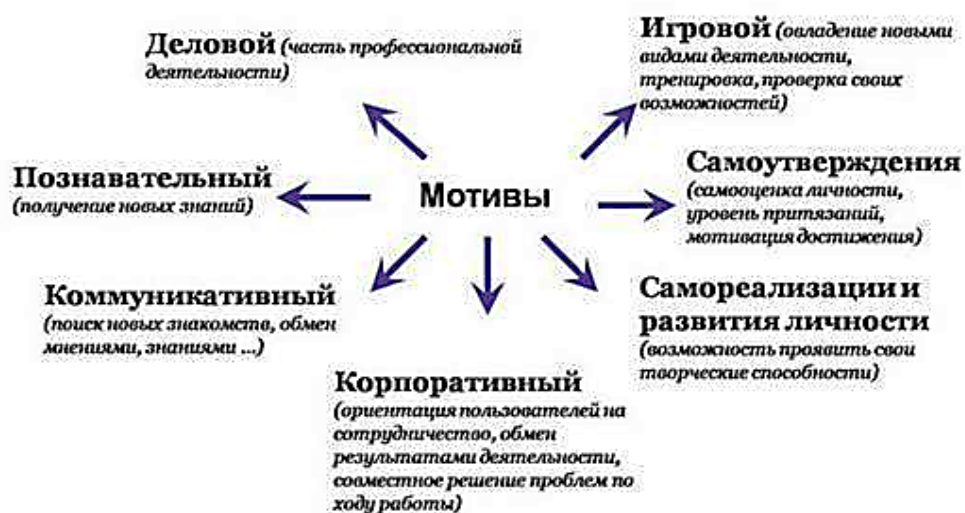 Деловой (часть профессиональной
деятельности)
Игровой (овладение новыми
видами деятельности,
тренировка, проверка своих
возможностей)
Познавательный
(получение новых знаний)
Мотивы
Самоутверждения
(самооценка личности,
уровень притязаний,
мотивация достижения)
Коммуникативный
(поиск новых знакомств, обмен
мнениями, знаниями ...)
Самореализации и
развития личности
(возможность проявить свои
творческие способности)
Корпоративный
(ориентация пользователей на
сотрудничество, обмен
результатами деятельности,
совместное решение проблем по
ходу работы)